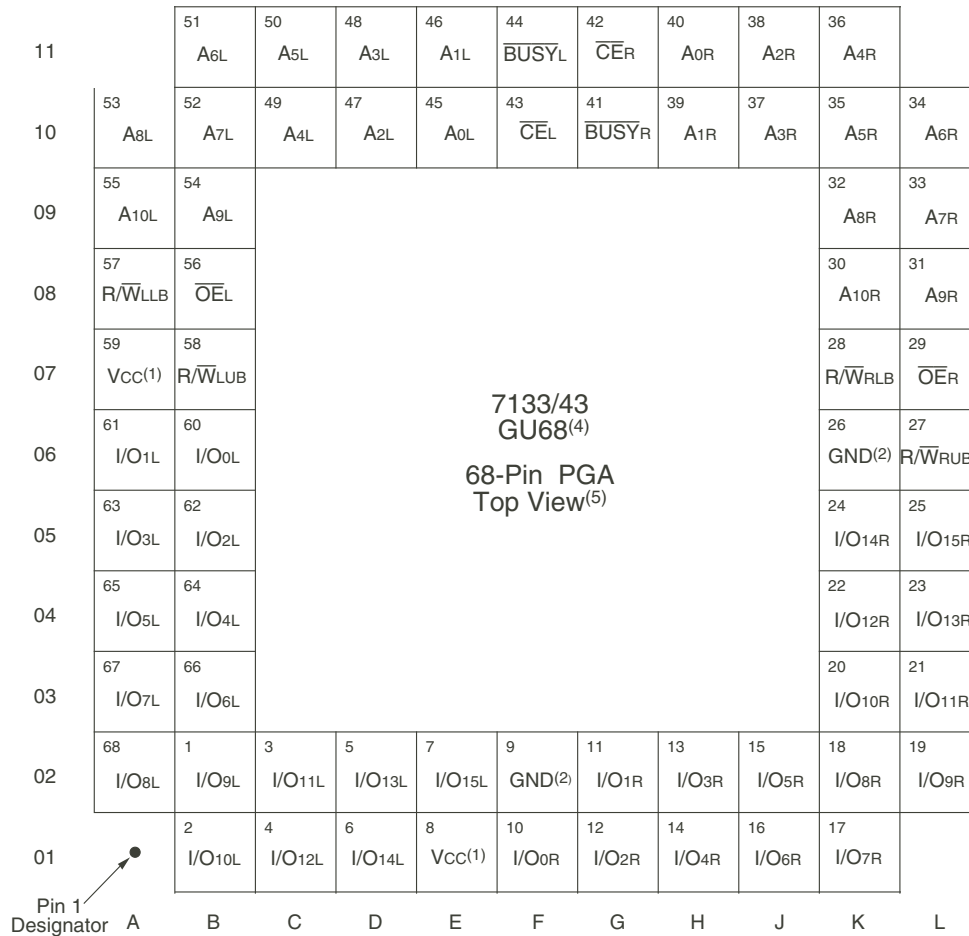 51 50 48 46 44 42 40 38 36
11 A6L A5L A3L A1L BUSYL CER A0R A2R A4R
53 52 49 47 45 43 41 39 37 35 34
10 A8L A7L A4L A2L A0L CEL BUSYR A1R A3R A5R A6R
55 54 32 33
09 A10L A9L A8R A7R
57 56 30 31
08 R/WLLB OEL A10R A9R
59 58 28 29
07 VCC(1) R/WLUB R/WRLB OER
7133/43
GU68(4)
68-Pin PGA
Top View(5)
61 60 26 27
06 I/O1L I/O0L GND(2) R/WRUB
63 62 24 25
05 I/O3L I/O2L I/O14R I/O15R
65 64 22 23
04 I/O5L I/O4L I/O12R I/O13R
67 66 20 21
03 I/O7L I/O6L I/O10R I/O11R
68 1 3 5 7 9 11 13 15 18 19
02 I/O8L I/O9L I/O11L I/O13L I/O15L GND(2) I/O1R I/O3R I/O5R I/O8R I/O9R
2 4 6 8 10 12 14 16 17
01 I/O10L I/O12L I/O14L VCC(1) I/O0R I/O2R I/O4R I/O6R I/O7R
Pin 1
Designator
A B C D E F G H J K L